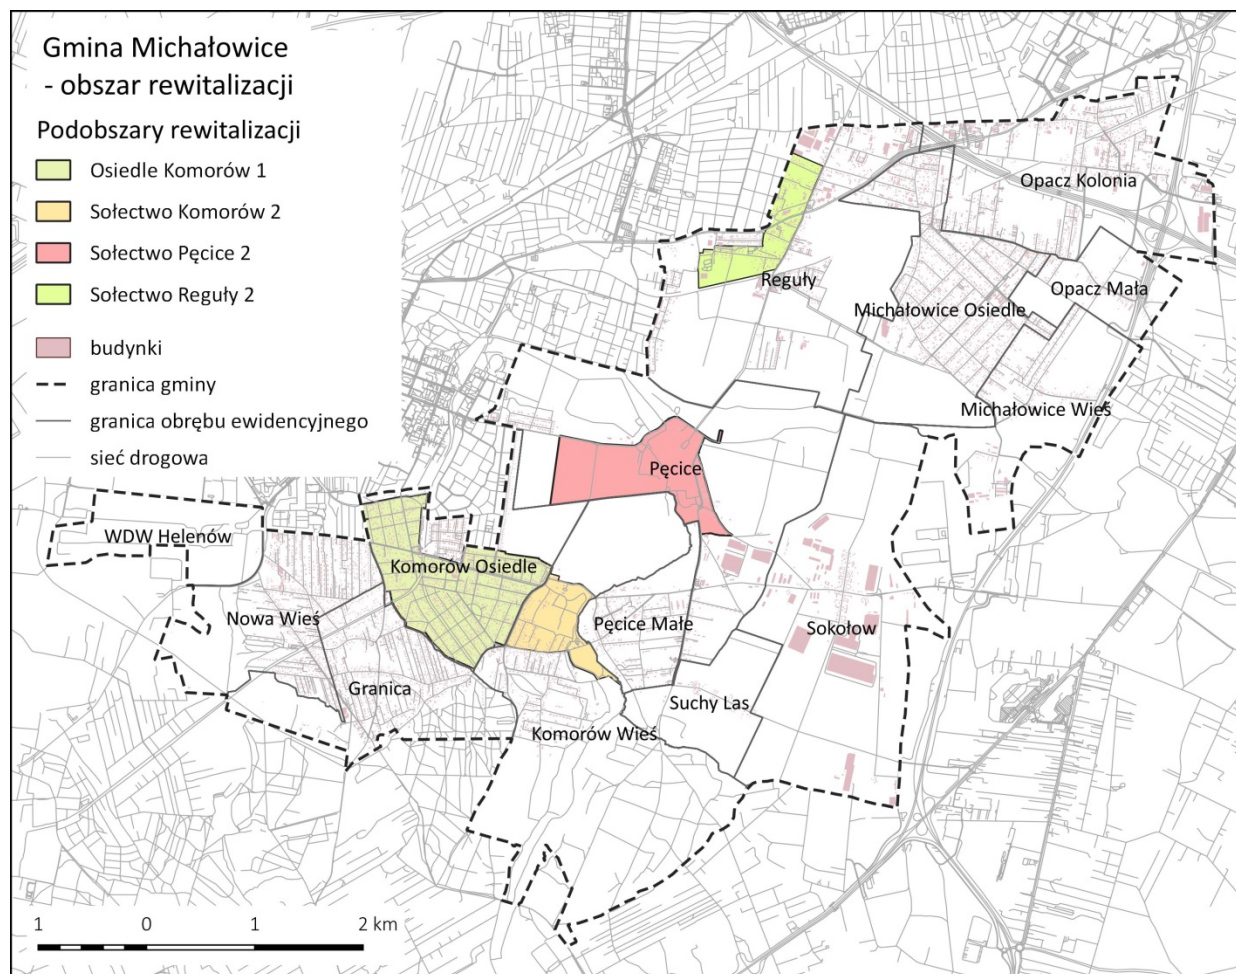 Gmina Michałowice
- obszar rewitalizacji
Podobszary rewitalizacji
Osiedle Komorów 1
Sołectwo Komorów 2
Sołectwo Pęcice 2
Sołectwo Reguły 2
budynki
granica gminy
granica obrębu ewidencyjnego
sieć drogowa
Opacz Kolonia
Reguły
Opacz Mała
Michałowice Osiedle
Michałowice Wieś
Pęcice
WDW Helenów
Komorów Osiedle
Nowa Wieś
Pęcice Małe
Sokołow
Granica
Suchy Las
Komorów Wieś
1 0 1 2 km